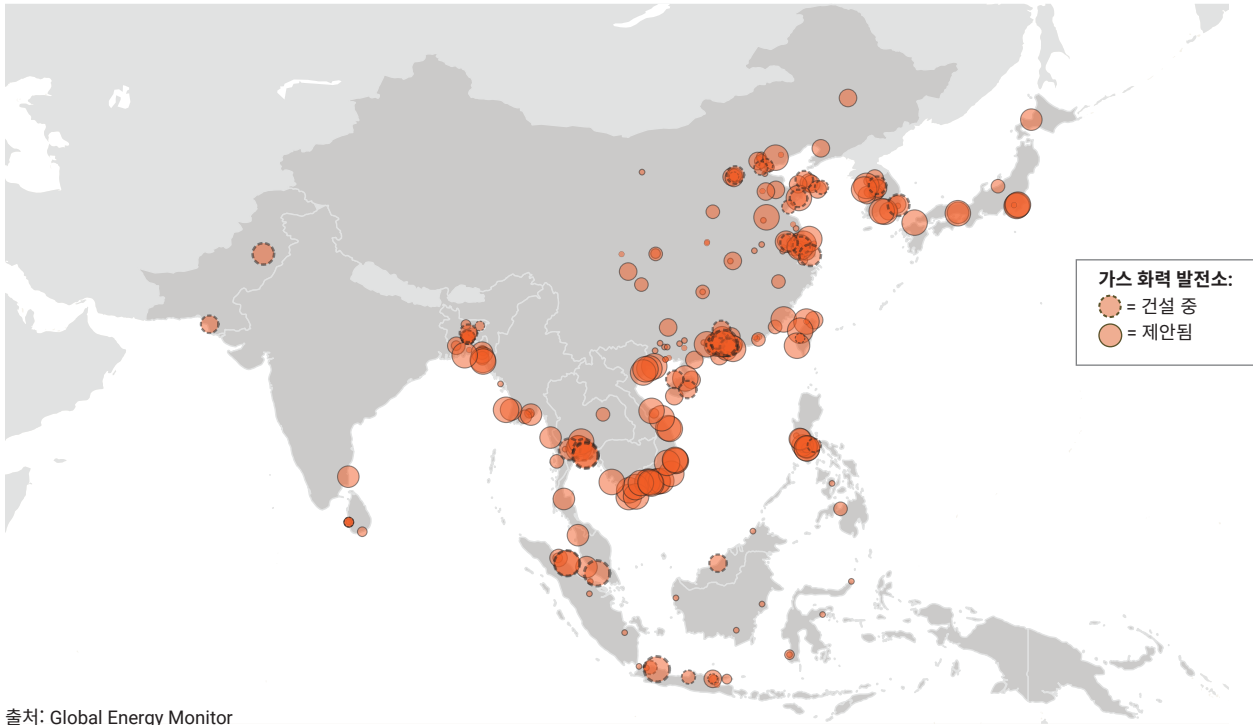 가스 화력 발전소:
= 건설 중
= 제안됨
출처: Global Energy Monitor